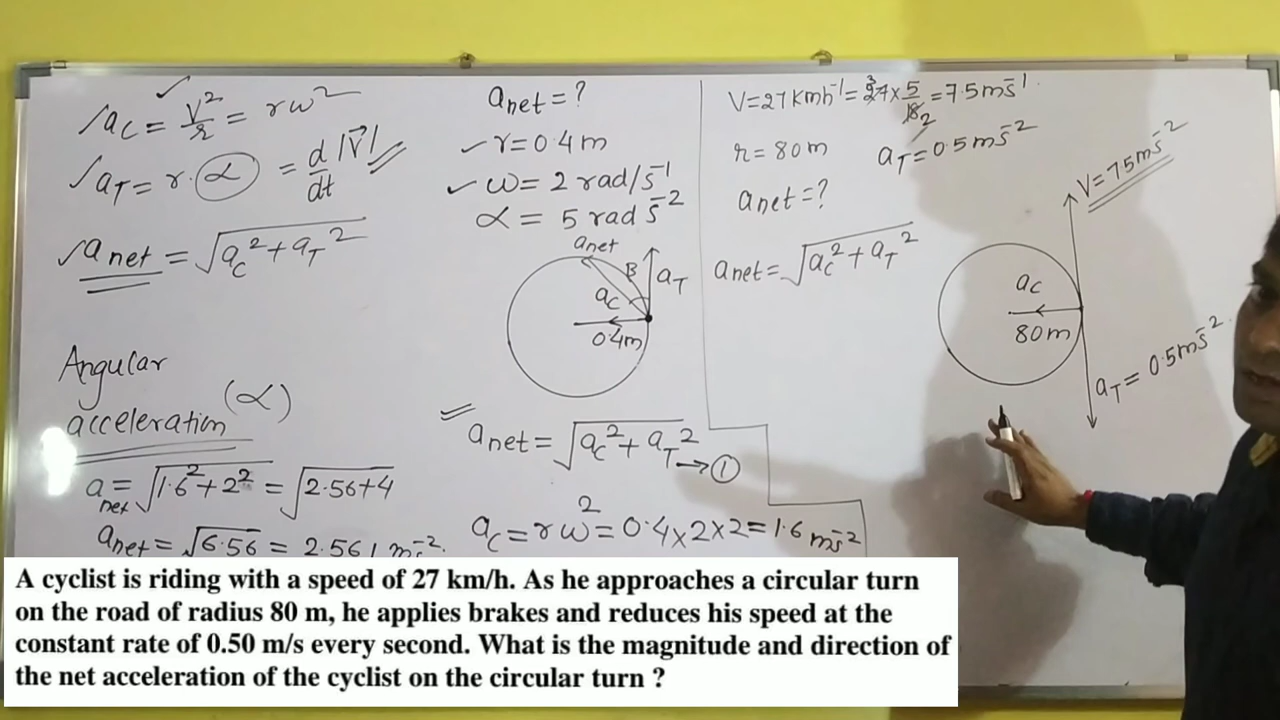 a_C = V²/r = rω²
a_T = r.α = d|V⃗|/dt
a_net = √a_C²+a_T²
Angular
acceleration (α)
a_net = √1.6²+2² = √2.56+4
a_net = √6.56 = 2.561 ms⁻².
a_net = ?
r = 0.4 m
ω = 2 rad/s⁻¹
α = 5 rad s⁻²
a_net
B
a_T
a_C
0.4m
a_net = √a_C²+a_T² → ①
a_C = rω² = 0.4×2×2 = 1.6 ms⁻²
V = 27 Kmh⁻¹ = 27 × 5/18 = 7.5 ms⁻¹.
3
2
r = 80 m
a_T = 0.5 ms⁻²
a_net = ?
a_net = √a_C²+a_T²
V = 7.5 ms⁻²
a_C
80m
a_T = 0.5 ms⁻².
A cyclist is riding with a speed of 27 km/h. As he approaches a circular turn
on the road of radius 80 m, he applies brakes and reduces his speed at the
constant rate of 0.50 m/s every second. What is the magnitude and direction of
the net acceleration of the cyclist on the circular turn ?